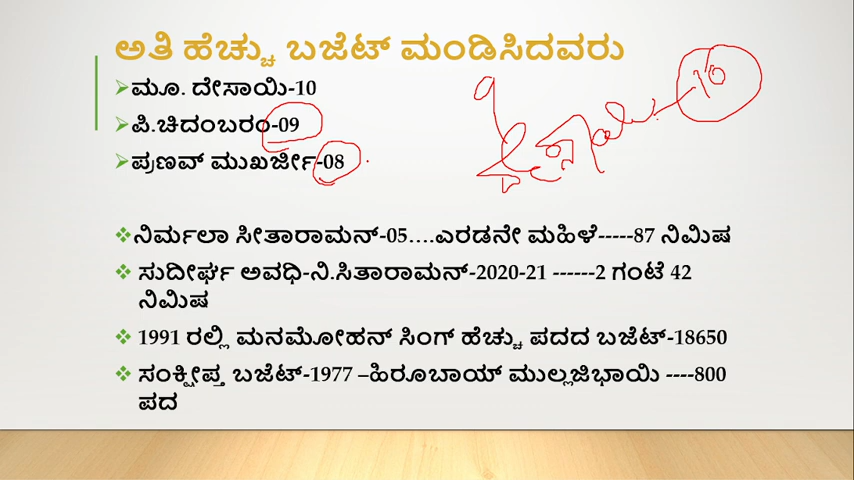 ಅತಿ ಹೆಚ್ಚು ಬಜೆಟ್ ಮಂಡಿಸಿದವರು
ಮೂ. ದೇಸಾಯಿ-10
ಪಿ.ಚಿದಂಬರಂ-09
ಪ್ರಣವ್ ಮುಖರ್ಜೀ-08
ನಿರ್ಮಲಾ ಸೀತಾರಾಮನ್-05....ಎರಡನೇ ಮಹಿಳೆ-----87 ನಿಮಿಷ
ಸುದೀರ್ಘ ಅವಧಿ-ನಿ.ಸಿತಾರಾಮನ್-2020-21 ------2 ಗಂಟೆ 42
ನಿಮಿಷ
1991 ರಲ್ಲಿ ಮನಮೋಹನ್ ಸಿಂಗ್ ಹೆಚ್ಚು ಪದದ ಬಜೆಟ್-18650
ಸಂಕ್ಷೀಪ್ತ ಬಜೆಟ್-1977 –ಹಿರೂಬಾಯ್ ಮುಲ್ಲಜಿಭಾಯಿ ----800
ಪದ